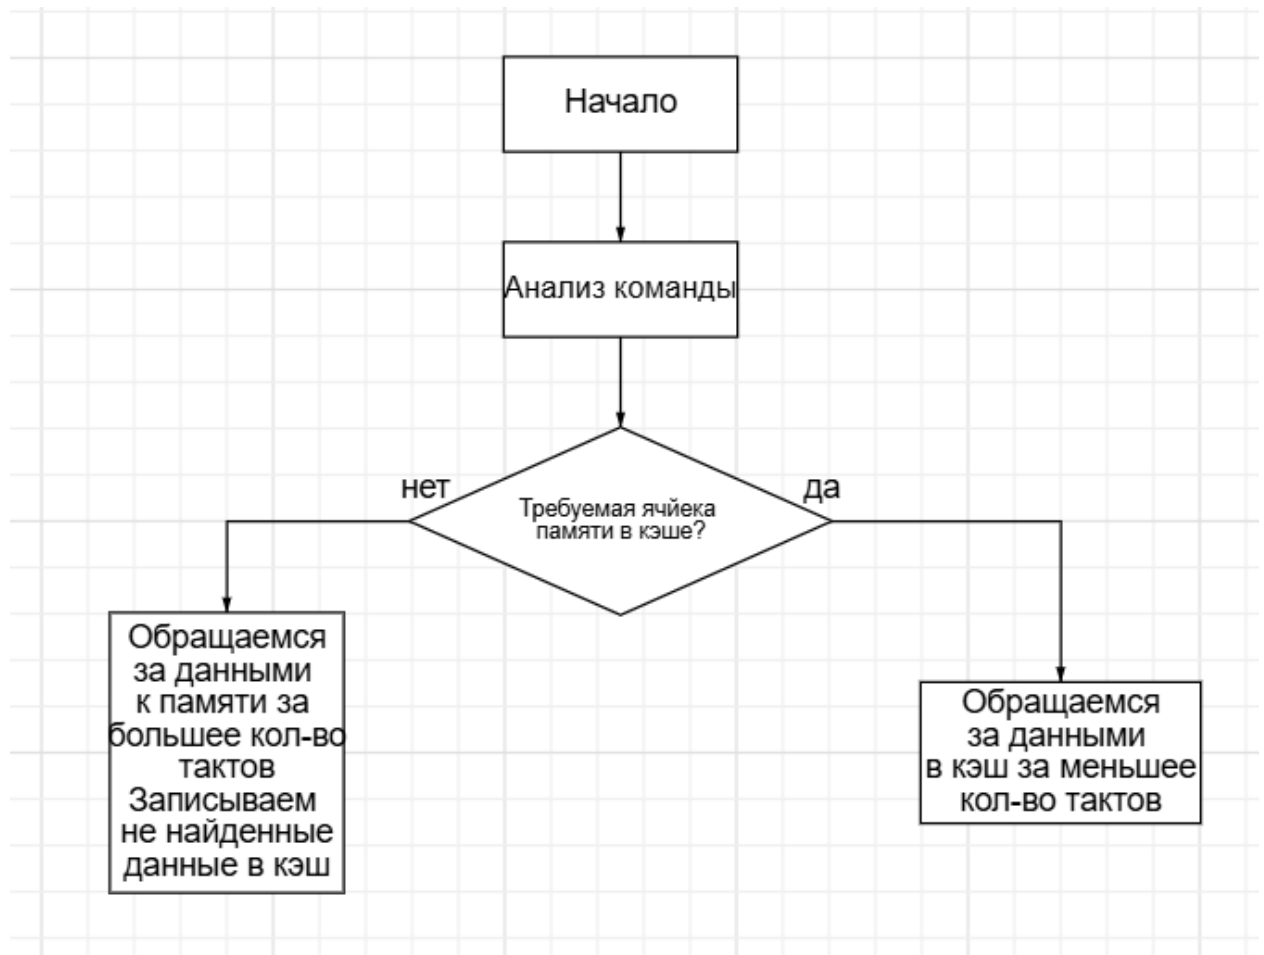 Начало
Анализ команды
нет
да
Требуемая ячйека
памяти в кэше?
Обращаемся
за данными
к памяти за
большее кол-во
тактов
Записываем
не найденные
данные в кэш
Обращаемся
за данными
в кэш за меньшее
кол-во тактов